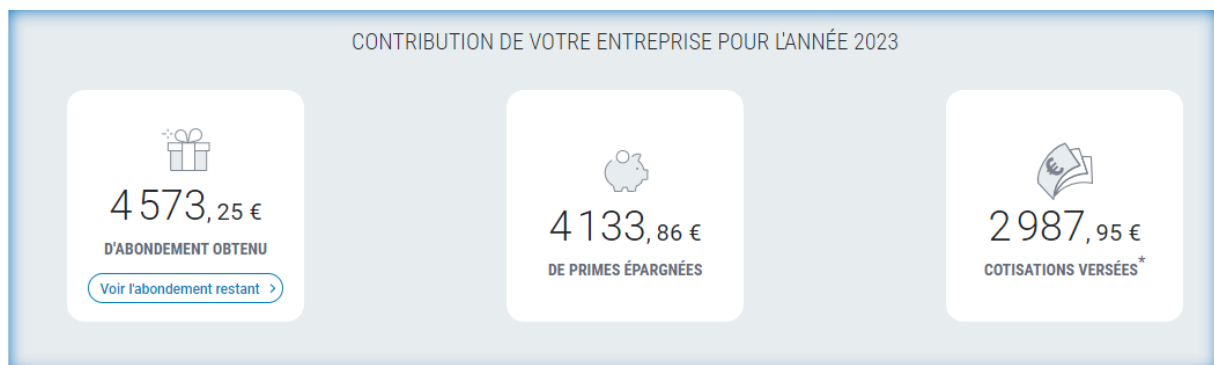 CONTRIBUTION DE VOTRE ENTREPRISE POUR L'ANNÉE 2023
4 573, 25 €
D'ABONDEMENT OBTENU
Voir l'abondement restant >
4 133, 86 €
DE PRIMES ÉPARGNÉES
€
2 987, 95 €
COTISATIONS VERSÉES*